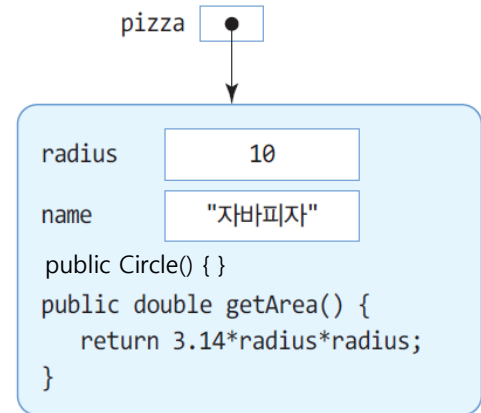 pizza
radius 10
name "자바피자"
public Circle() { }
public double getArea() {
return 3.14*radius*radius;
}